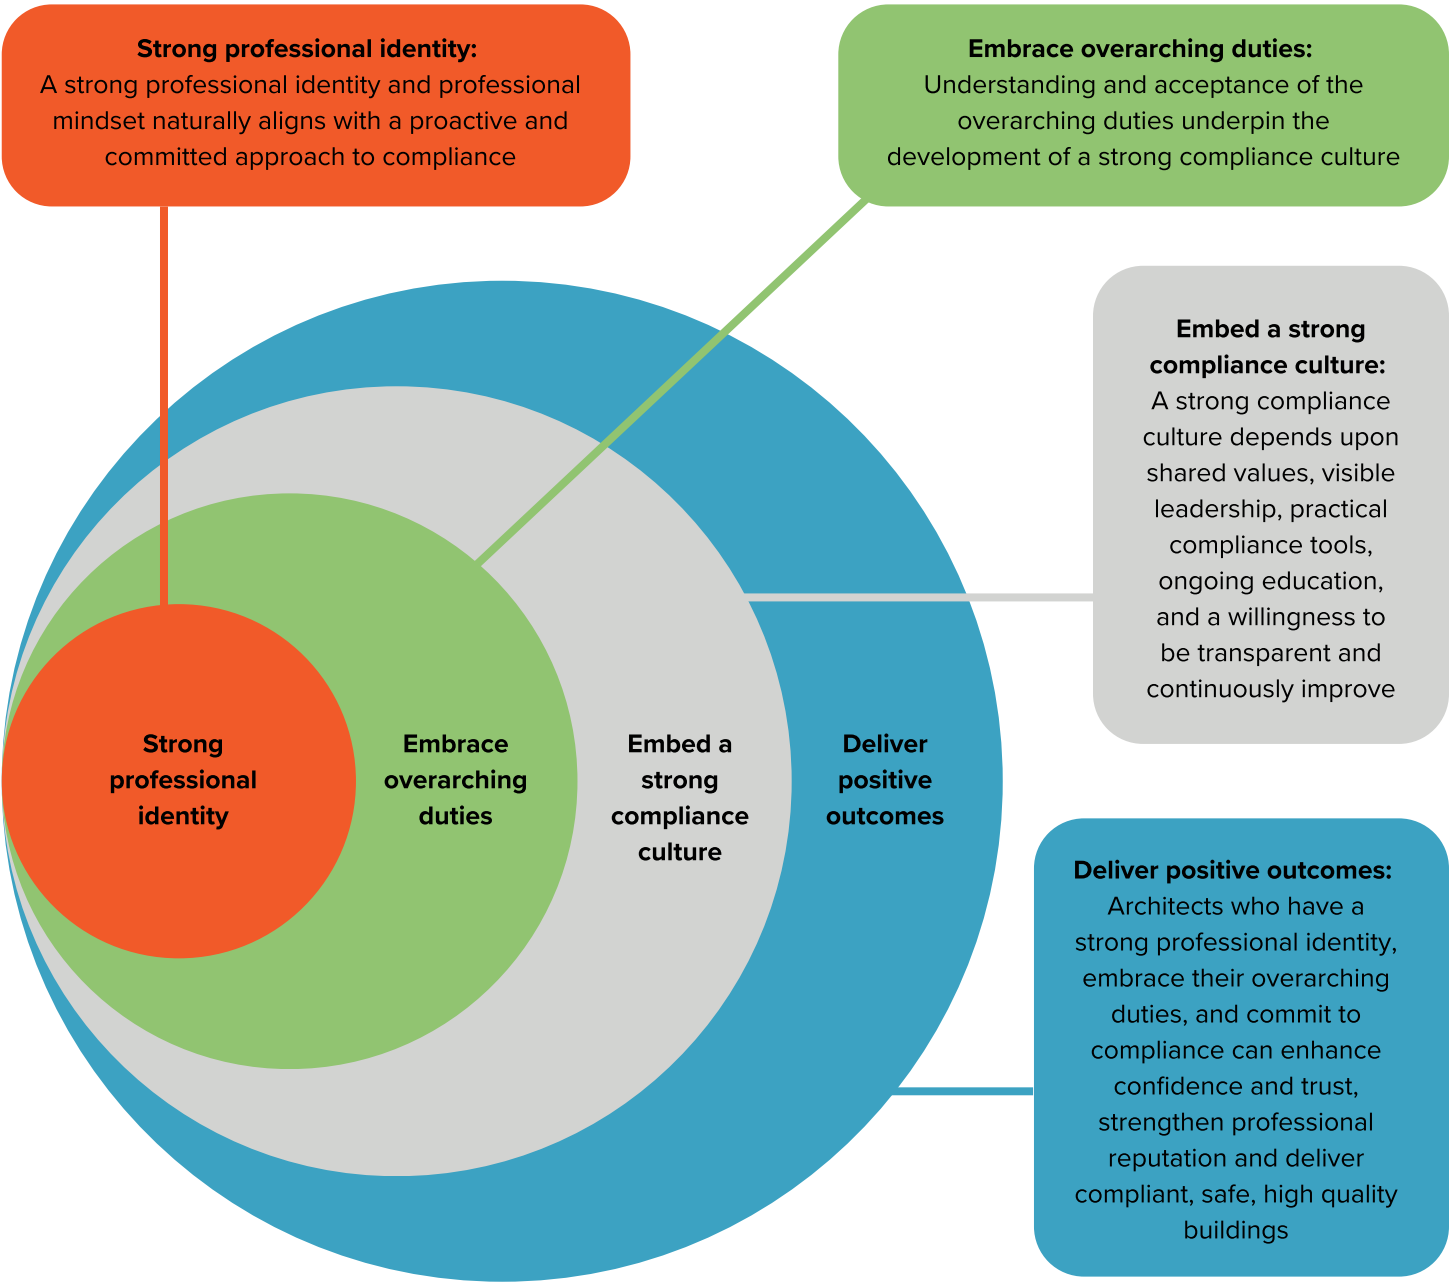 Strong professional identity:
A strong professional identity and professional
mindset naturally aligns with a proactive and
committed approach to compliance
Embrace overarching duties:
Understanding and acceptance of the
overarching duties underpin the
development of a strong compliance culture
Embed a strong
compliance culture:
A strong compliance
culture depends upon
shared values, visible
leadership, practical
compliance tools,
ongoing education,
and a willingness to
be transparent and
continuously improve
Strong
professional
identity
Embrace
overarching
duties
Embed a
strong
compliance
culture
Deliver
positive
outcomes
Deliver positive outcomes:
Architects who have a
strong professional identity,
embrace their overarching
duties, and commit to
compliance can enhance
confidence and trust,
strengthen professional
reputation and deliver
compliant, safe, high quality
buildings